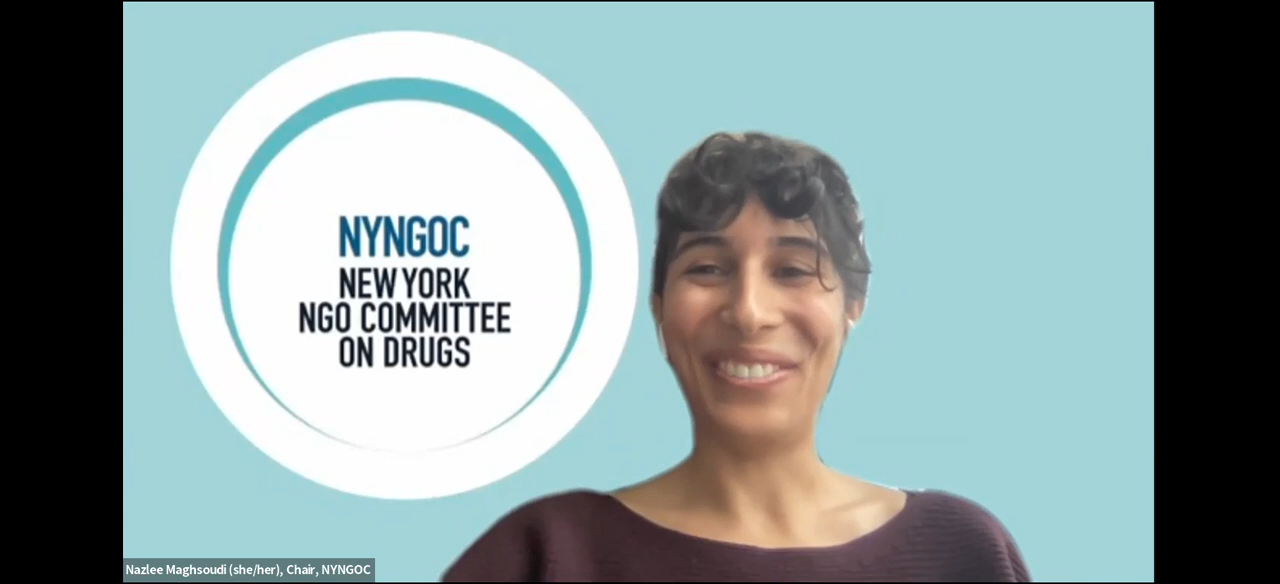 NYNGOC
NEW YORK
NGO COMMITTEE
ON DRUGS
Nazlee Maghsoudi (she/her), Chair, NYNGOC